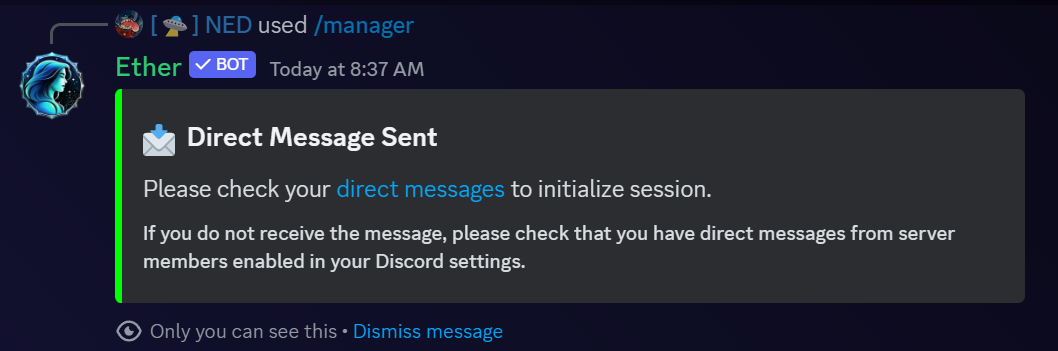 [ 🛸 ] NED used /manager
Ether ✓ BOT Today at 8:37 AM
📩 Direct Message Sent
Please check your direct messages to initialize session.
If you do not receive the message, please check that you have direct messages from server
members enabled in your Discord settings.
Only you can see this • Dismiss message